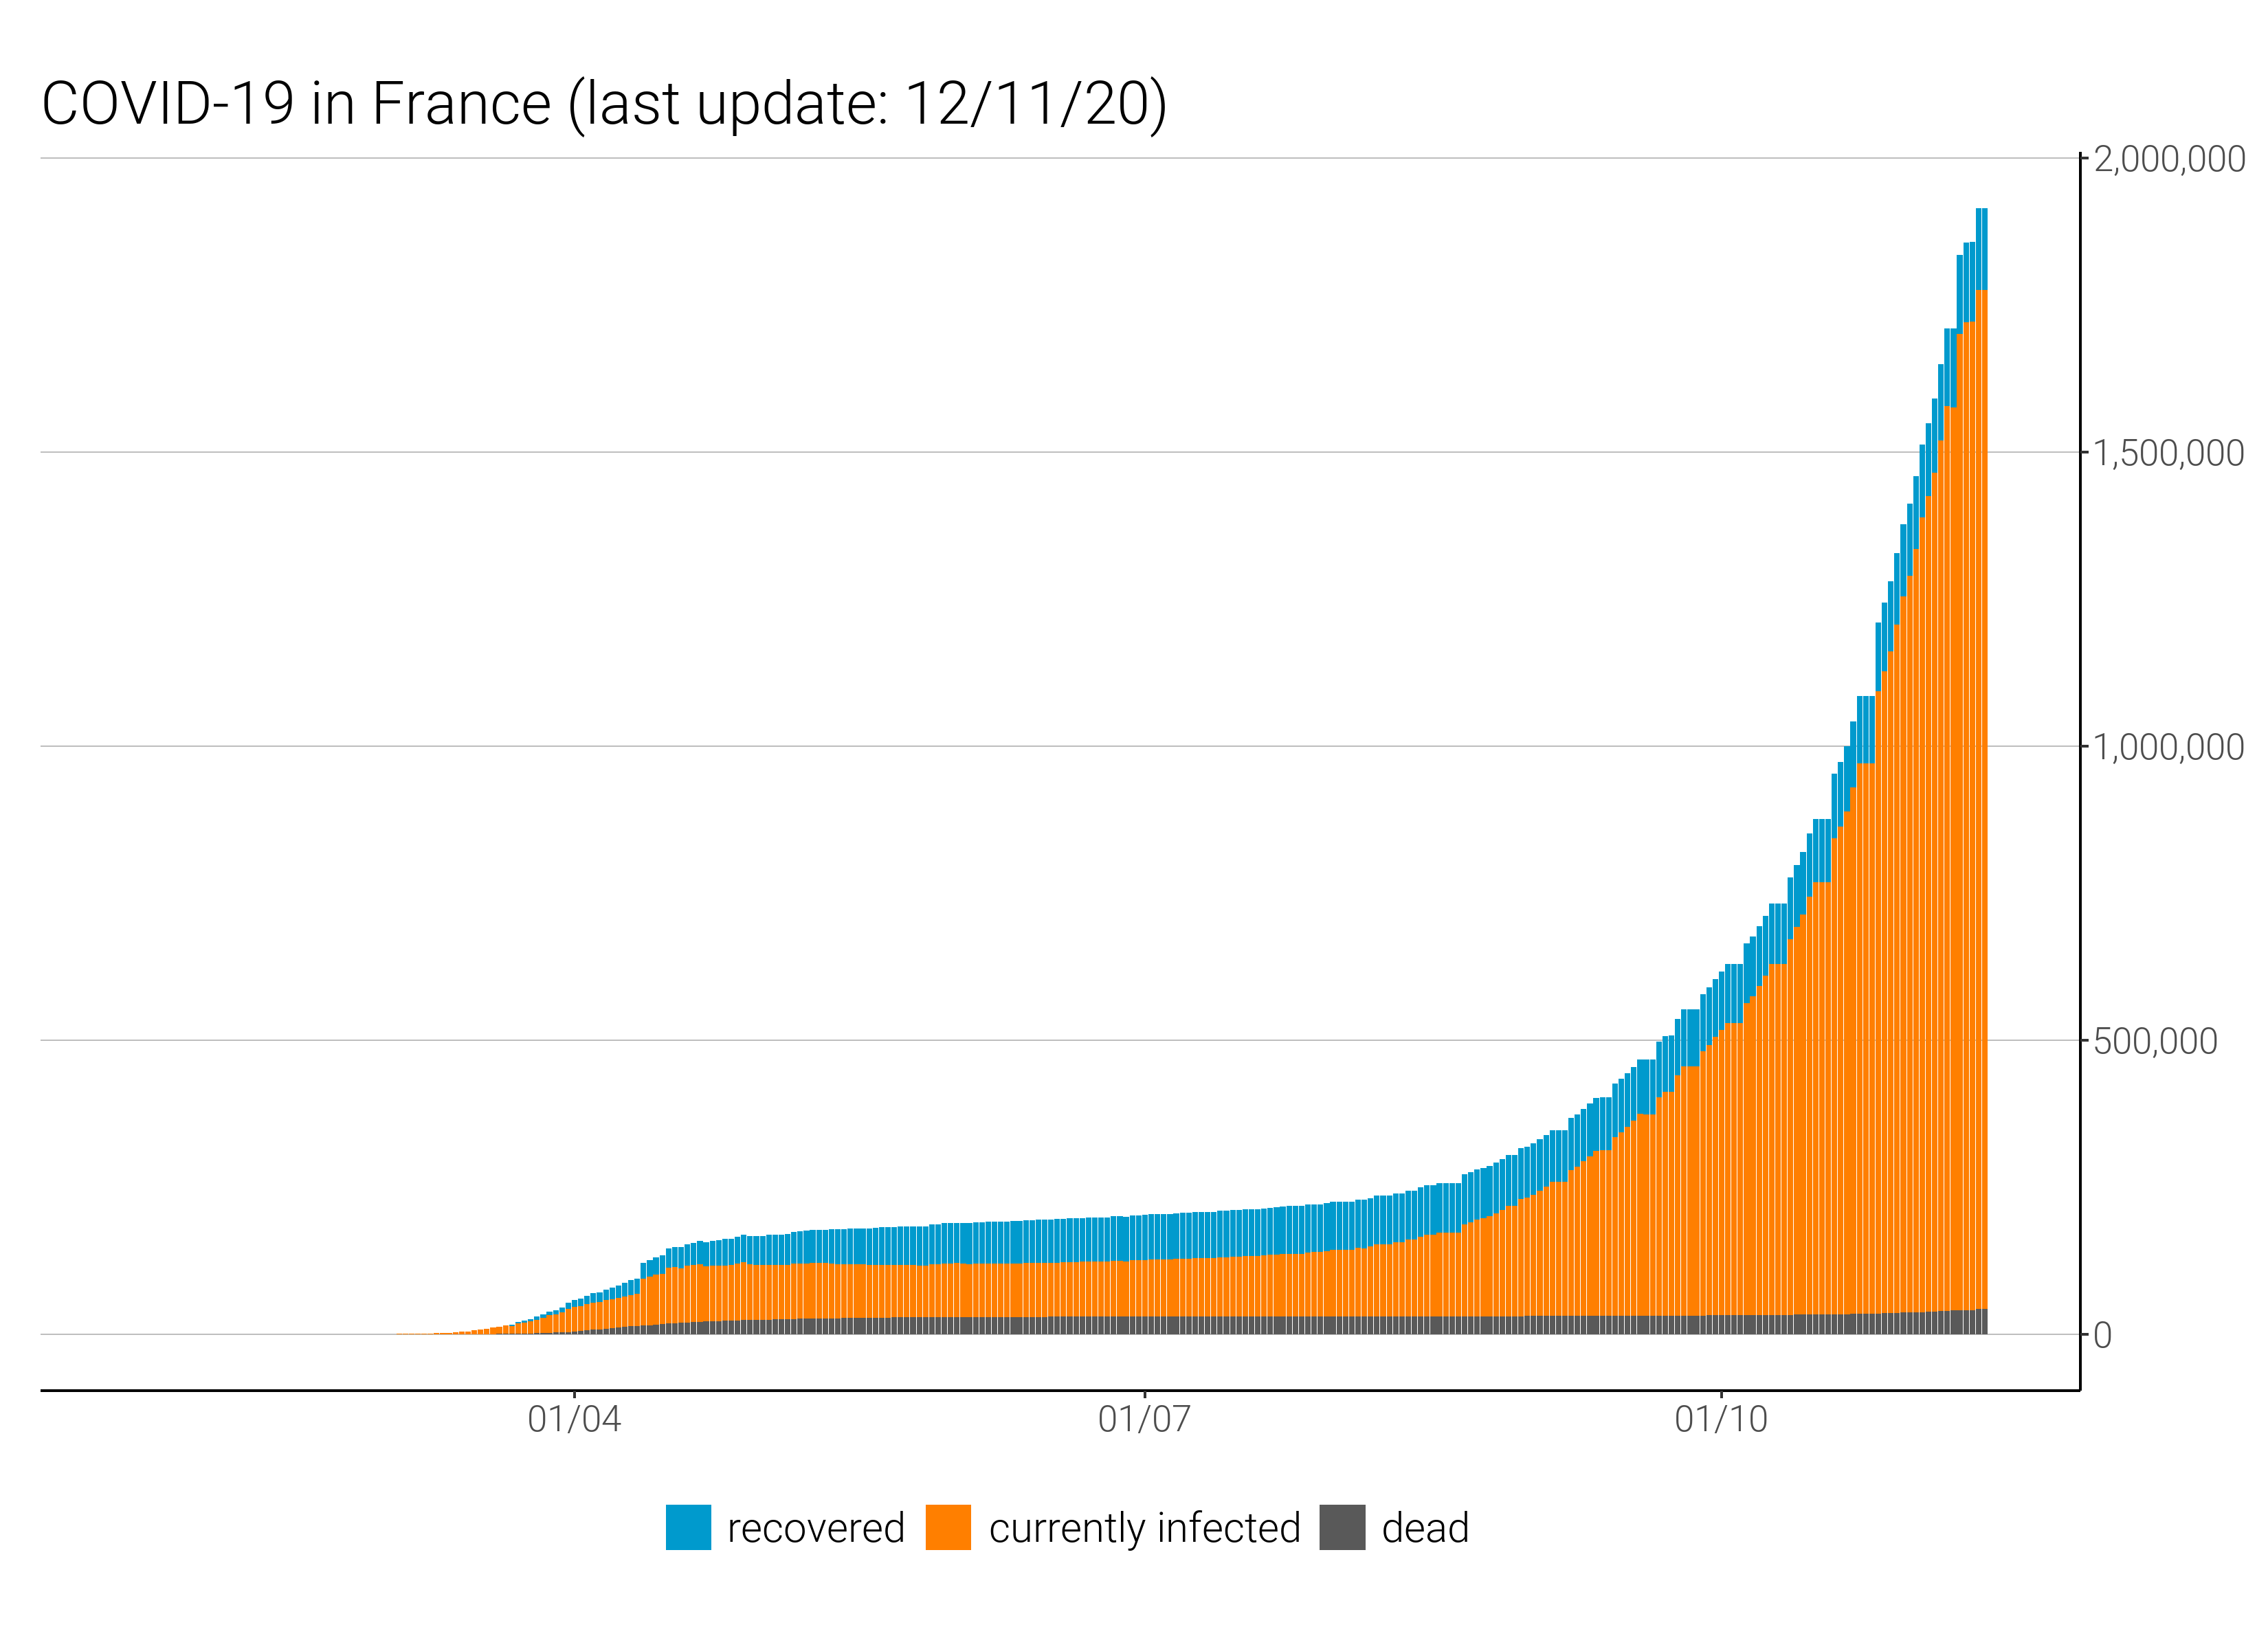 COVID-19 in France (last update: 12/11/20)
2,000,000
1,500,000
1,000,000
500,000
0
01/04 01/07 01/10
recovered currently infected dead